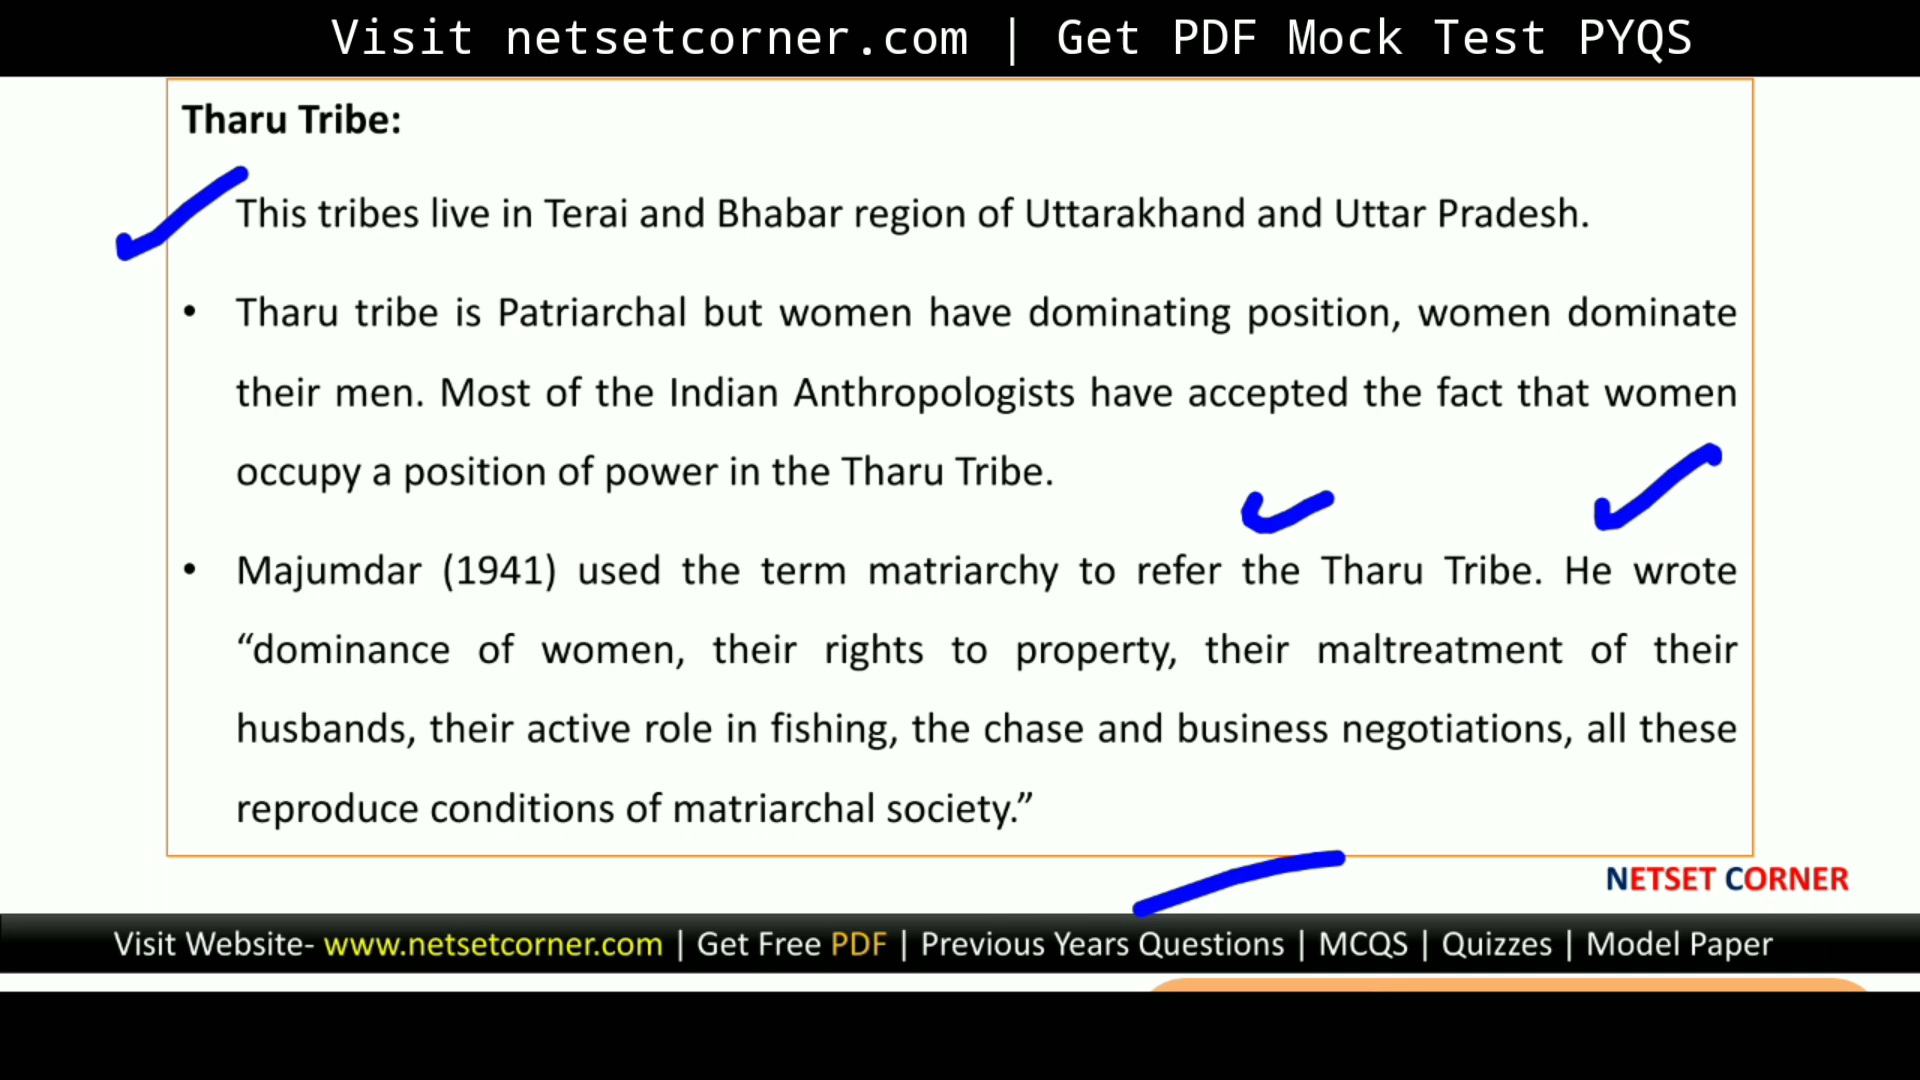 Visit netsetcorner.com | Get PDF Mock Test PYQS
Tharu Tribe:
This tribes live in Terai and Bhabar region of Uttarakhand and Uttar Pradesh.
• Tharu tribe is Patriarchal but women have dominating position, women dominate
their men. Most of the Indian Anthropologists have accepted the fact that women
occupy a position of power in the Tharu Tribe.
• Majumdar (1941) used the term matriarchy to refer the Tharu Tribe. He wrote
“dominance of women, their rights to property, their maltreatment of their
husbands, their active role in fishing, the chase and business negotiations, all these
reproduce conditions of matriarchal society.”
NETSET CORNER
Visit Website- www.netsetcorner.com | Get Free PDF | Previous Years Questions | MCQS | Quizzes | Model Paper